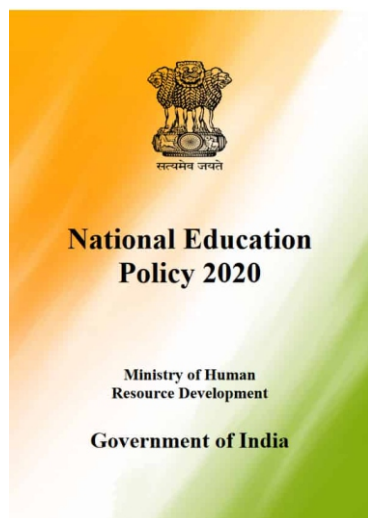 सत्यमेव जयते
National Education
Policy 2020
Ministry of Human
Resource Development
Government of India